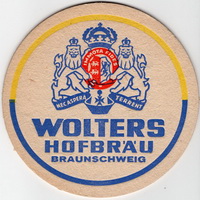 NEC ASPERA TERRENT
WOLTERS
HOFBRÄU
BRAUNSCHWEIG